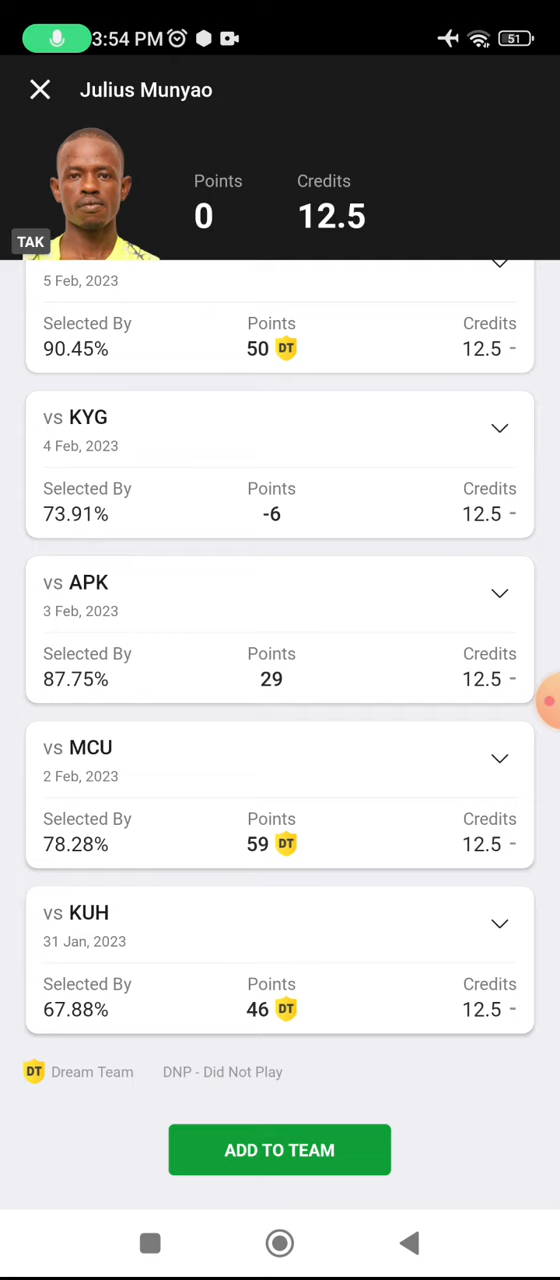 3:54 PM
51
Julius Munyao
Points
Credits
0
12.5
TAK
5 Feb, 2023
Selected By
Points
Credits
90.45%
50 DT
12.5 -
vs KYG
4 Feb, 2023
Selected By
Points
Credits
73.91%
-6
12.5 -
vs APK
3 Feb, 2023
Selected By
Points
Credits
87.75%
29
12.5 -
vs MCU
2 Feb, 2023
Selected By
Points
Credits
78.28%
59 DT
12.5 -
vs KUH
31 Jan, 2023
Selected By
Points
Credits
67.88%
46 DT
12.5 -
DT Dream Team
DNP - Did Not Play
ADD TO TEAM